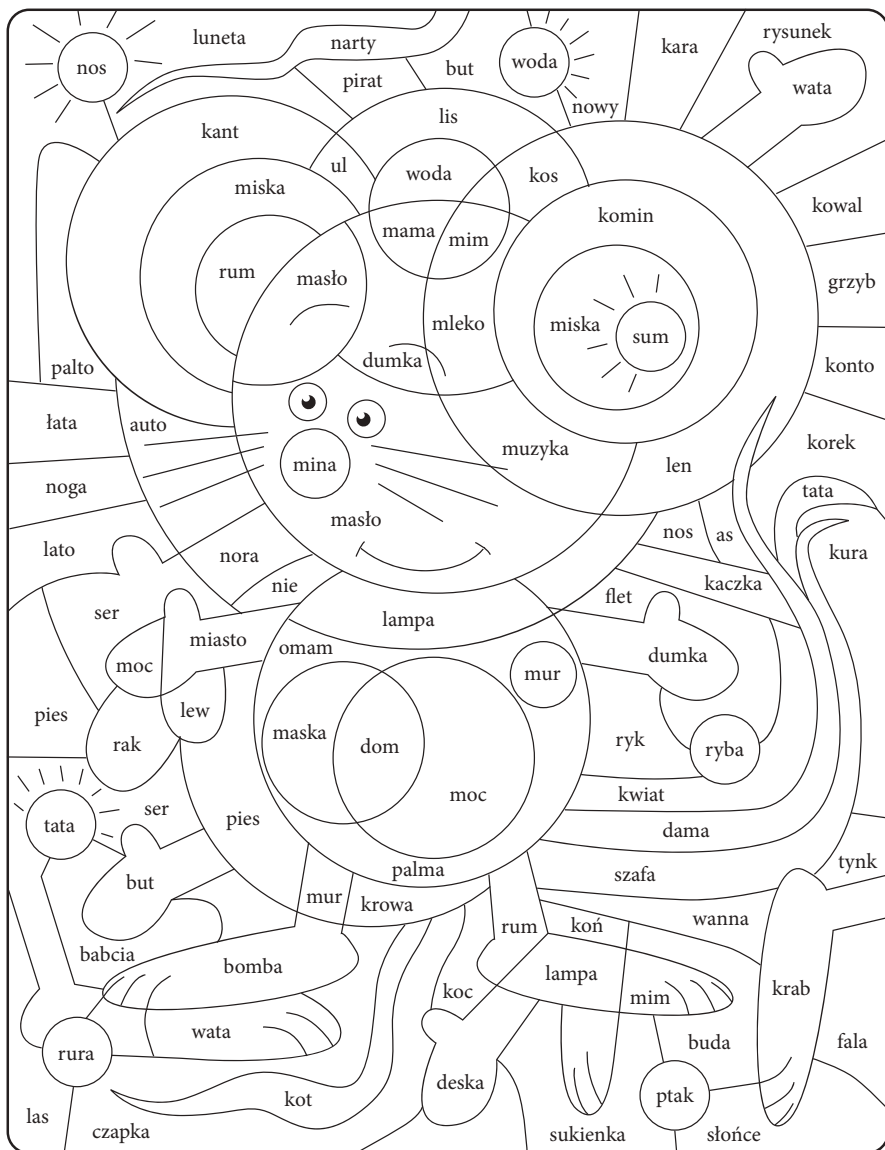 luneta
narty
rysunek
nos
pirat
but
woda
kara
wata
nowy
kant
lis
ul
woda
kos
miska
komin
kowal
mama
mim
rum
masło
grzyb
mleko
miska
sum
dumka
palto
konto
łata
auto
korek
muzyka
mina
len
noga
tata
masło
nos
as
kura
lato
nora
nie
kaczka
flet
ser
lampa
miasto
omam
moc
dumka
mur
pies
lew
rak
maska
dom
ryk
ryba
moc
kwiat
ser
tata
pies
dama
palma
szafa
tynk
but
mur
krowa
wanna
rum
koń
babcia
bomba
lampa
koc
mim
krab
wata
buda
fala
rura
deska
kot
ptak
las
czapka
sukienka
słońce